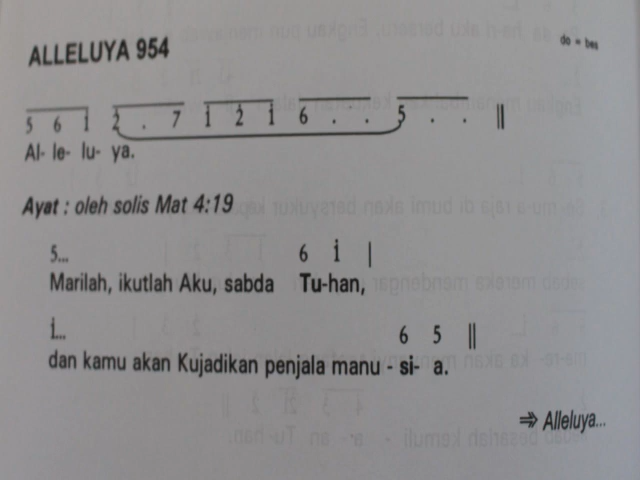 ALLELUYA 954
do = bes
5 6 1 2 . 7 1 2 1 6 . . 5 . . ||
Al- le- lu- ya.
Ayat : oleh solis Mat 4:19
5... 6 i |
Marilah, ikutlah Aku, sabda Tu-han,
i... 6 5 ||
dan kamu akan Kujadikan penjala manu - si- a.
⇒ Alleluya...